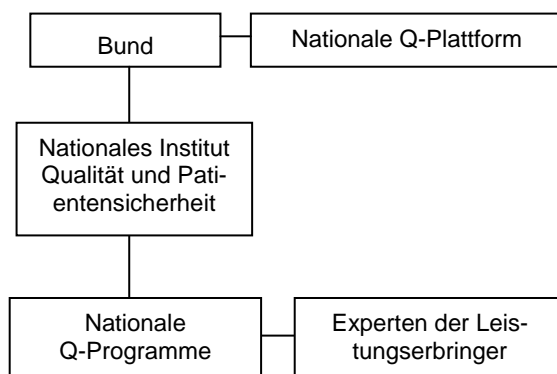 Bund
Nationale Q-Plattform
Nationales Institut
Qualität und Pati-
entensicherheit
Nationale
Q-Programme
Experten der Leis-
tungserbringer